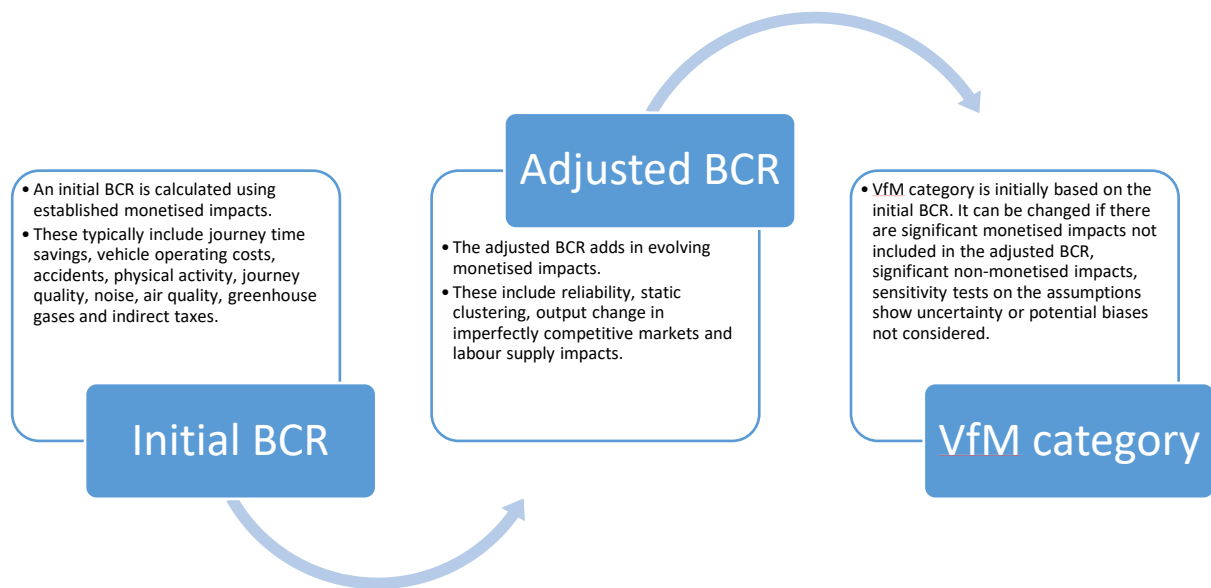 • An initial BCR is calculated using
established monetised impacts.
• These typically include journey time
savings, vehicle operating costs,
accidents, physical activity, journey
quality, noise, air quality, greenhouse
gases and indirect taxes.
Initial BCR
Adjusted BCR
• The adjusted BCR adds in evolving
monetised impacts.
• These include reliability, static
clustering, output change in
imperfectly competitive markets and
labour supply impacts.
• VfM category is initially based on the
initial BCR. It can be changed if there
are significant monetised impacts not
included in the adjusted BCR,
significant non-monetised impacts,
sensitivity tests on the assumptions
show uncertainty or potential biases
not considered.
VfM category